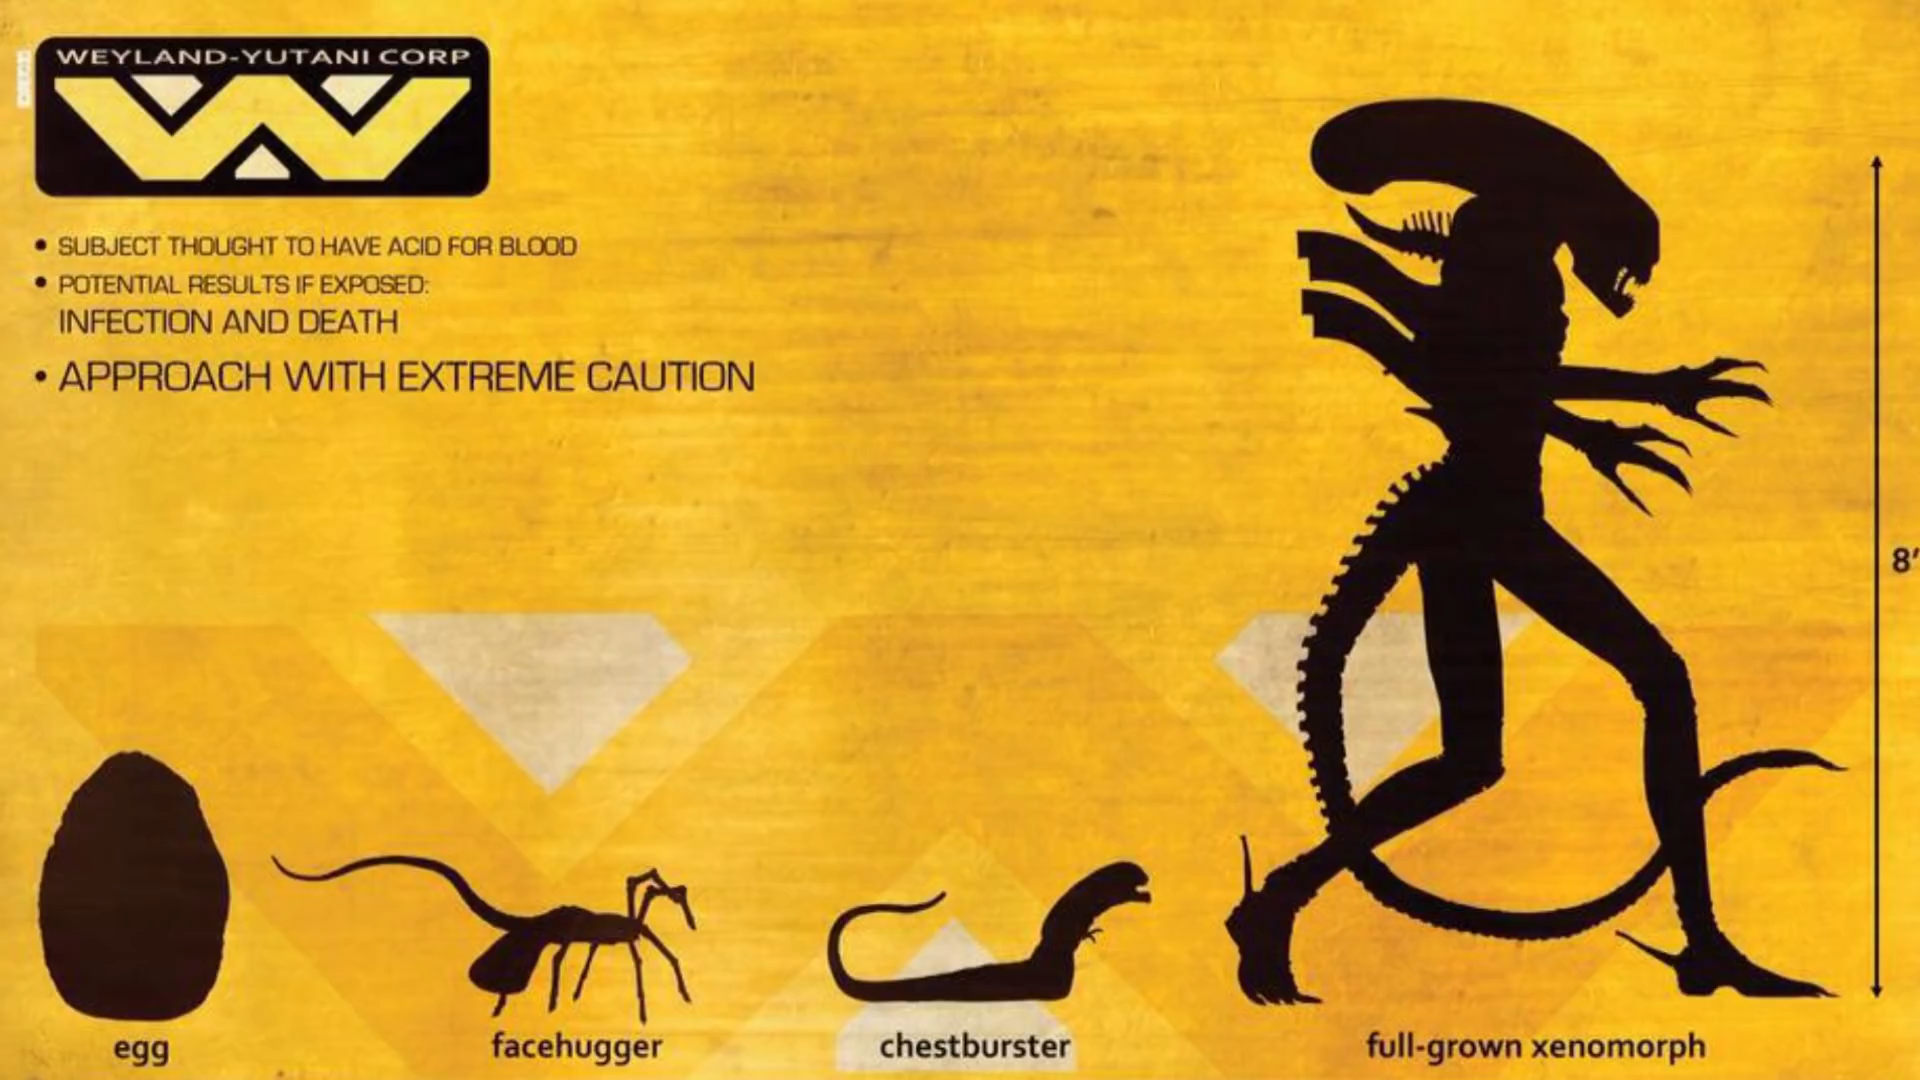 WEYLAND-YUTANI CORP
• SUBJECT THOUGHT TO HAVE ACID FOR BLOOD
• POTENTIAL RESULTS IF EXPOSED:
INFECTION AND DEATH
• APPROACH WITH EXTREME CAUTION
8'
egg
facehugger
chestburster
full-grown xenomorph